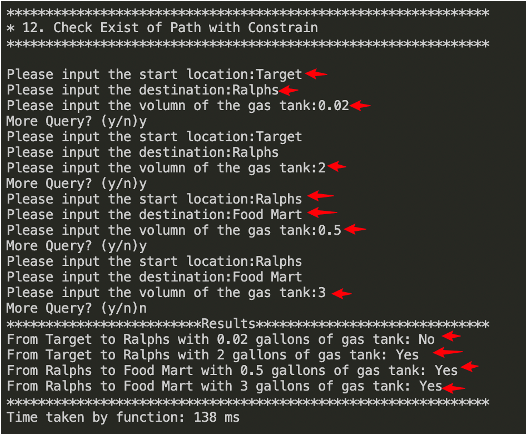 **************************************************************
* 12. Check Exist of Path with Constrain
**************************************************************
Please input the start location:Target
Please input the destination:Ralphs
Please input the volumn of the gas tank:0.02
More Query? (y/n)y
Please input the start location:Target
Please input the destination:Ralphs
Please input the volumn of the gas tank:2
More Query? (y/n)y
Please input the start location:Ralphs
Please input the destination:Food Mart
Please input the volumn of the gas tank:0.5
More Query? (y/n)y
Please input the start location:Ralphs
Please input the destination:Food Mart
Please input the volumn of the gas tank:3
More Query? (y/n)n
*************************Results******************************
From Target to Ralphs with 0.02 gallons of gas tank: No
From Target to Ralphs with 2 gallons of gas tank: Yes
From Ralphs to Food Mart with 0.5 gallons of gas tank: Yes
From Ralphs to Food Mart with 3 gallons of gas tank: Yes
**************************************************************
Time taken by function: 138 ms